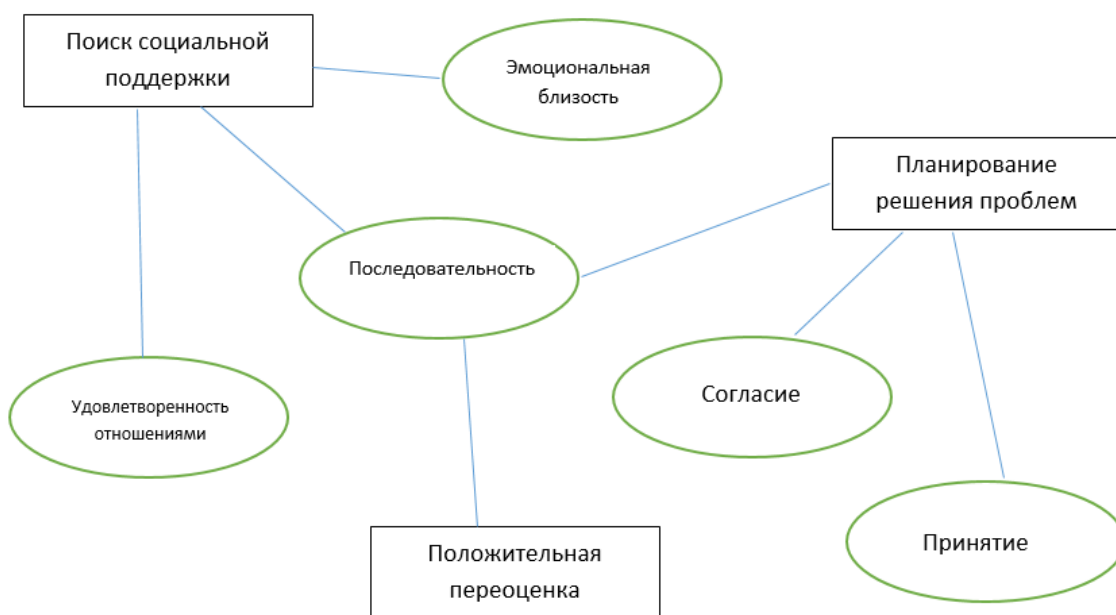 Поиск социальной
поддержки
Эмоциональная
близость
Планирование
решения проблем
Последовательность
Удовлетворенность
отношениями
Согласие
Положительная
переоценка
Принятие